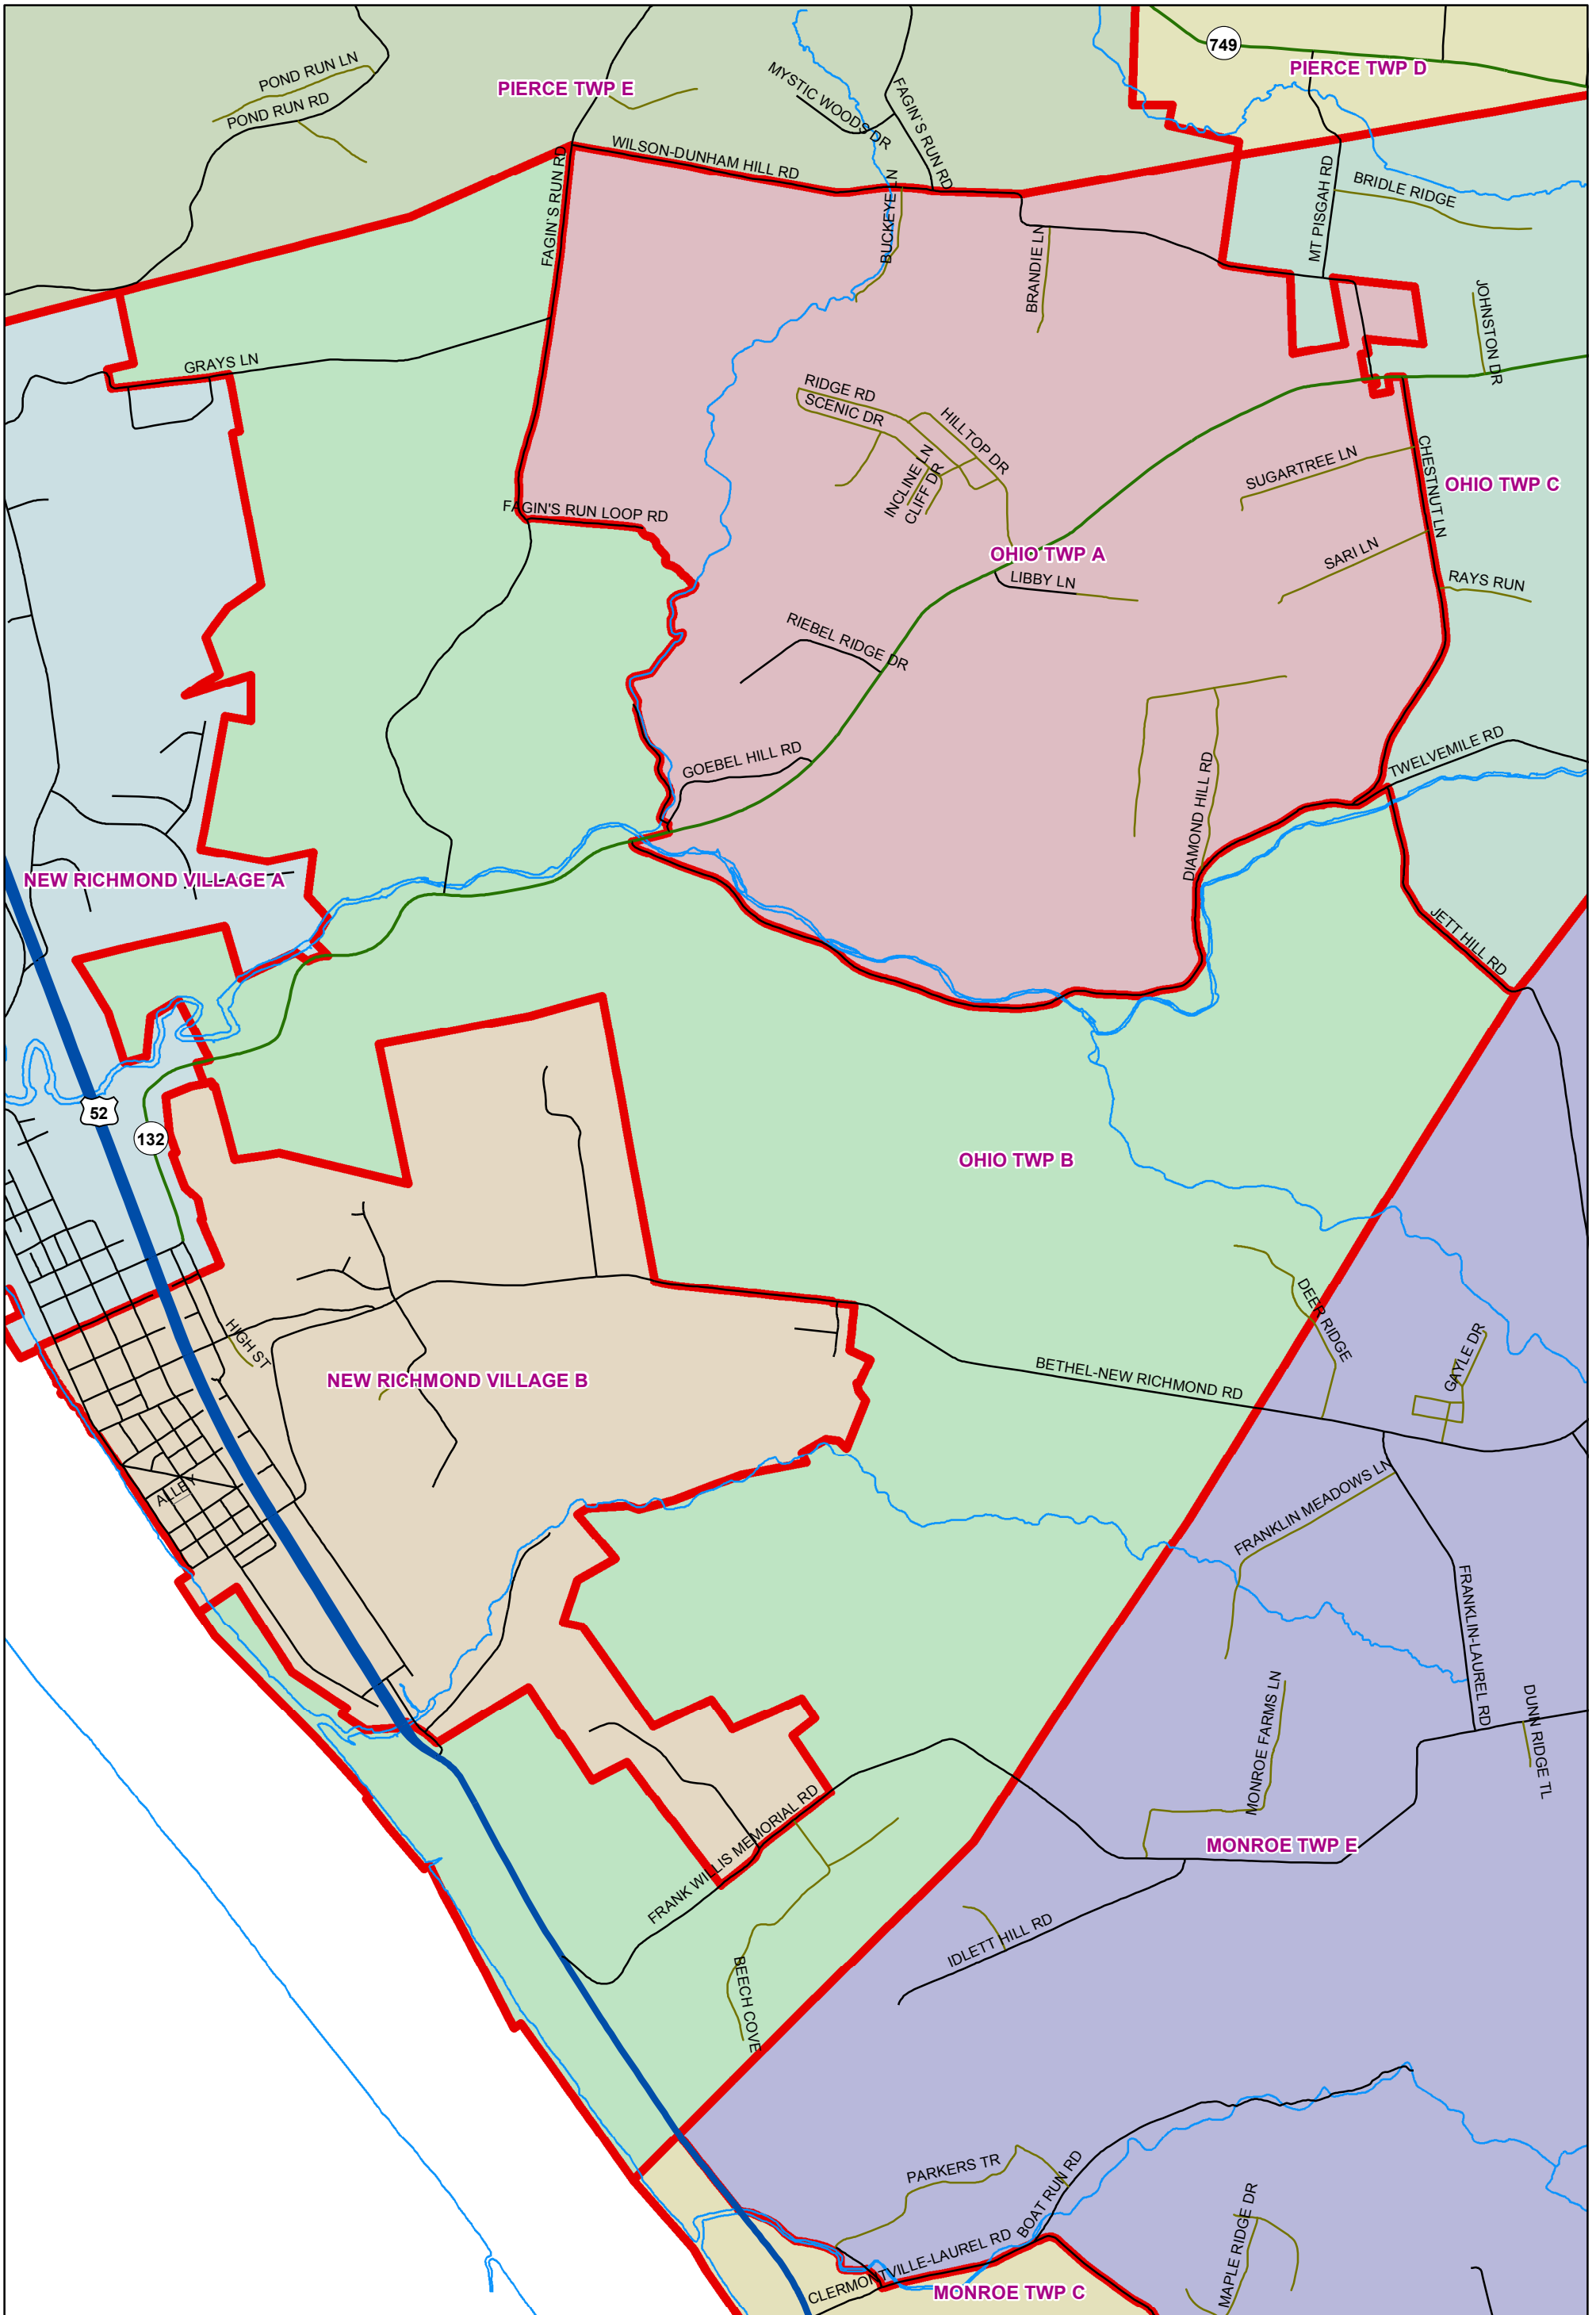 749
PIERCE TWP D
POND RUN LN
PIERCE TWP E
MYSTIC WOODS DR
FAGIN'S RUN RD
POND RUN RD
WILSON-DUNHAM HILL RD
FAGIN'S RUN RD
BUCKEYE LN
MT PISGAH RD
BRIDLE RIDGE
BRANDIE LN
JOHNSTON DR
GRAYS LN
RIDGE RD
SCENIC DR
HILLTOP DR
INCLINE LN
CLIFF DR
SUGARTREE LN
CHESTNUT LN
OHIO TWP C
FAGIN'S RUN LOOP RD
OHIO TWP A
SARI LN
LIBBY LN
RAYS RUN
RIEBEL RIDGE DR
GOEBEL HILL RD
TWELVEMILE RD
DIAMOND HILL RD
NEW RICHMOND VILLAGE A
JETT HILL RD
52
132
OHIO TWP B
DEER RIDGE
HIGH ST
GAYLE DR
NEW RICHMOND VILLAGE B
BETHEL-NEW RICHMOND RD
ALLEY
FRANKLIN MEADOWS LN
FRANKLIN-LAUREL RD
MONROE FARMS LN
DUNN RIDGE TL
FRANK WILLIS MEMORIAL RD
MONROE TWP E
IDLETT HILL RD
BEECH COVE
PARKERS TR
BOAT RUN RD
MAPLE RIDGE DR
CLERMONTVILLE-LAUREL RD
MONROE TWP C